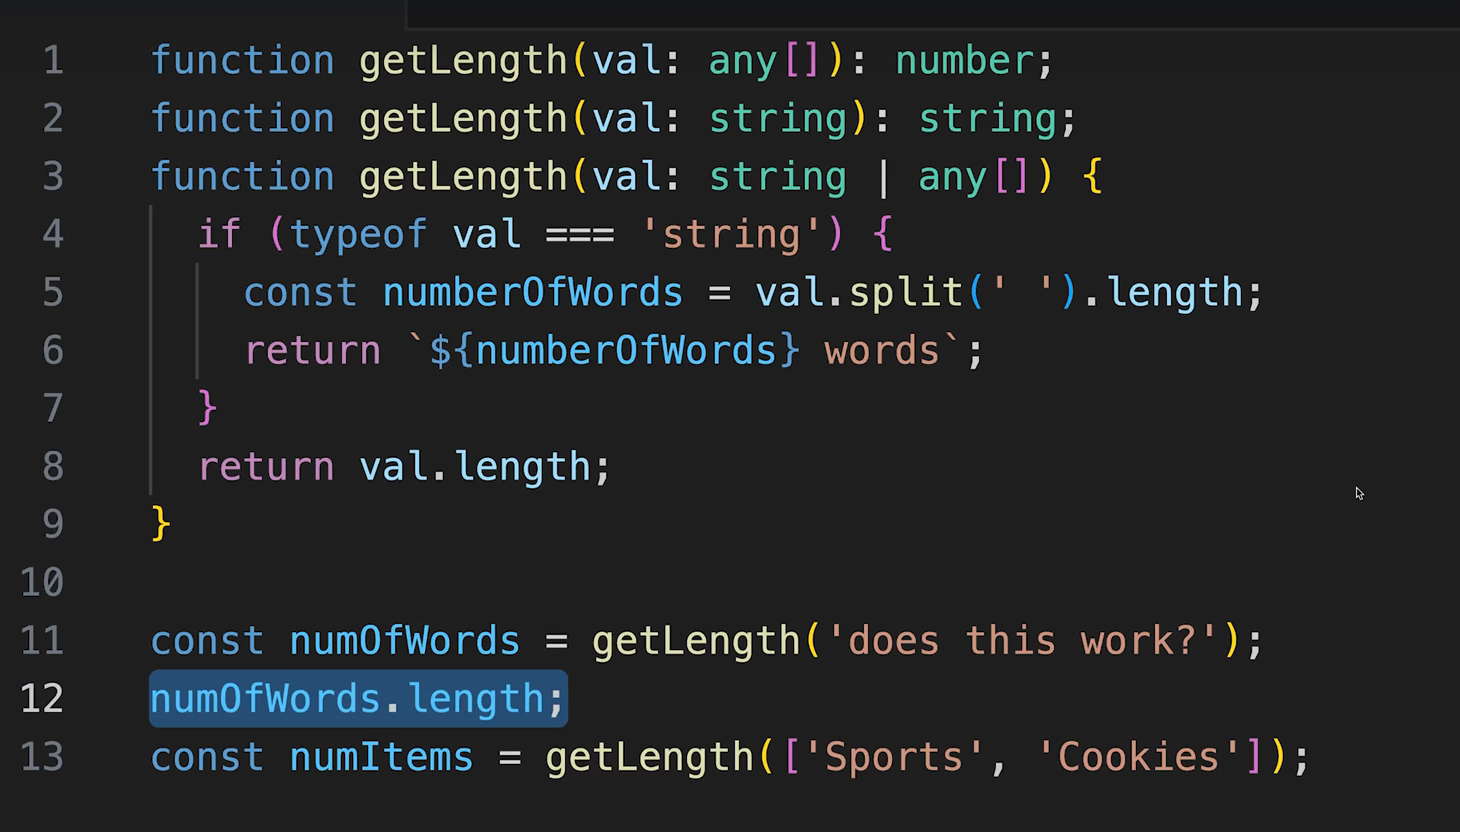 1 function getLength(val: any[]): number;
2 function getLength(val: string): string;
3 function getLength(val: string | any[]) {
4   if (typeof val === 'string') {
5     const numberOfWords = val.split(' ').length;
6     return `${numberOfWords} words`;
7   }
8   return val.length;
9 }
10
11 const numOfWords = getLength('does this work?');
12 numOfWords.length;
13 const numItems = getLength(['Sports', 'Cookies']);